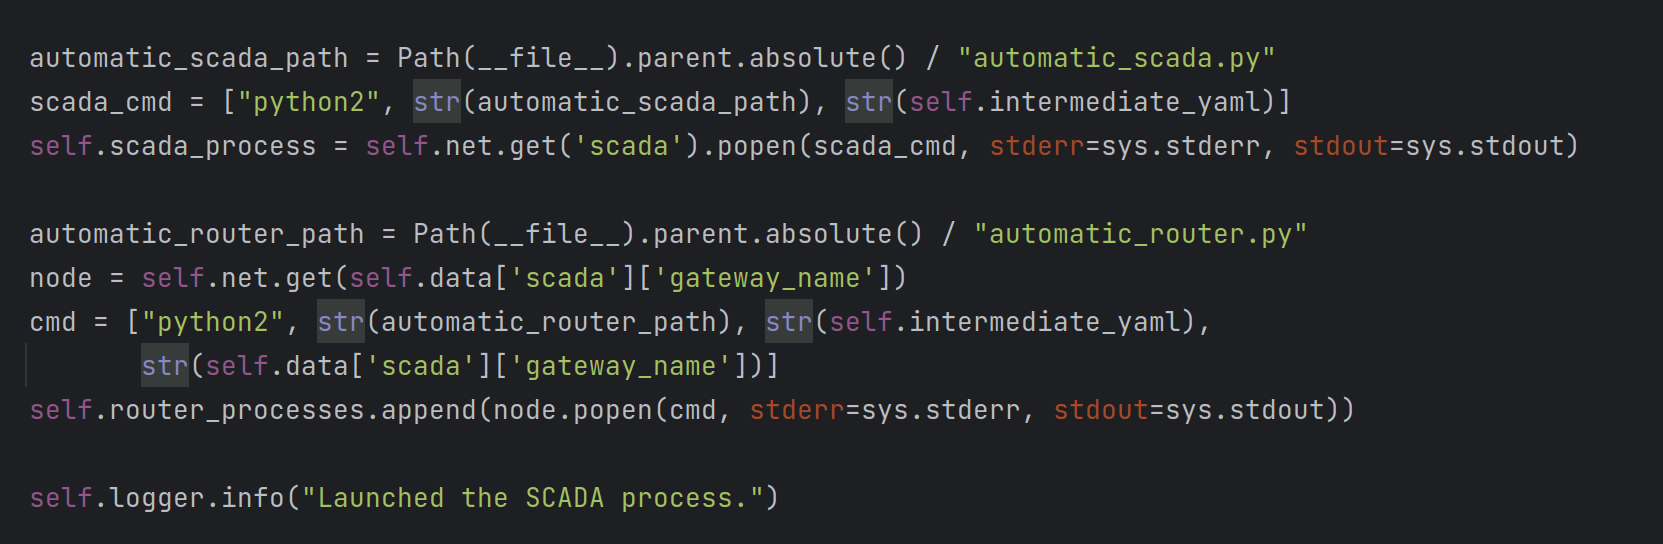 automatic_scada_path = Path(__file__).parent.absolute() / "automatic_scada.py"
scada_cmd = ["python2", str(automatic_scada_path), str(self.intermediate_yaml)]
self.scada_process = self.net.get('scada').popen(scada_cmd, stderr=sys.stderr, stdout=sys.stdout)

automatic_router_path = Path(__file__).parent.absolute() / "automatic_router.py"
node = self.net.get(self.data['scada']['gateway_name'])
cmd = ["python2", str(automatic_router_path), str(self.intermediate_yaml),
       str(self.data['scada']['gateway_name'])]
self.router_processes.append(node.popen(cmd, stderr=sys.stderr, stdout=sys.stdout))

self.logger.info("Launched the SCADA process.")